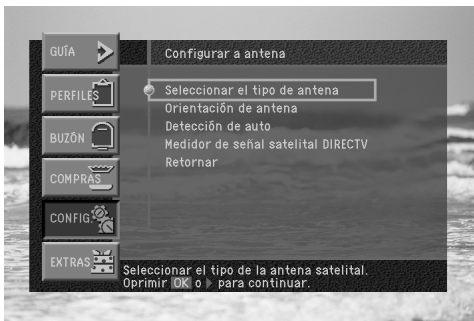 GUÍA
Configurar a antena
PERFILES
Seleccionar el tipo de antena
Orientación de antena
Detección de auto
Medidor de señal satelital DIRECTV
Retornar
BUZÓN
COMPRAS
CONFIG.
EXTRAS
Seleccionar el tipo de la antena satelital.
Oprimir OK o para continuar.